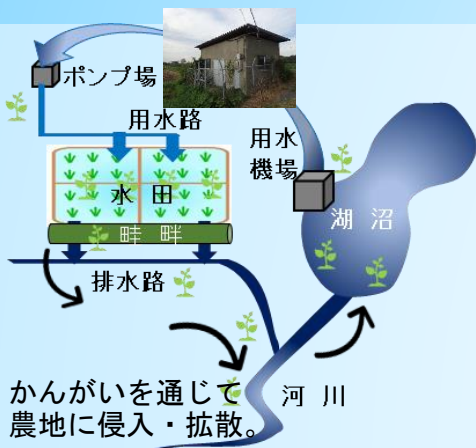 ポンプ場
用水路
用水
機場
水田
湖沼
畦畔
排水路
河川
かんがいを通じて
農地に侵入・拡散。